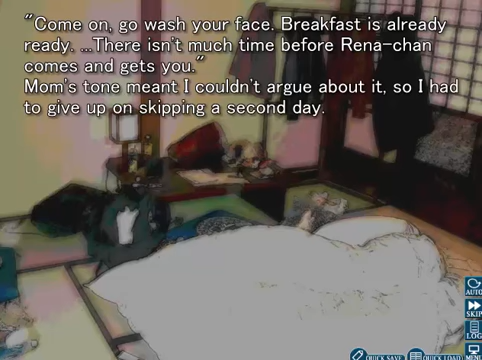 "Come on, go wash your face. Breakfast is already
ready. ...There isn't much time before Rena-chan
comes and gets you."
Mom's tone meant I couldn't argue about it, so I had
to give up on skipping a second day.
AUTO
SKIP
LOG
MENU
QUICK SAVE
QUICK LOAD